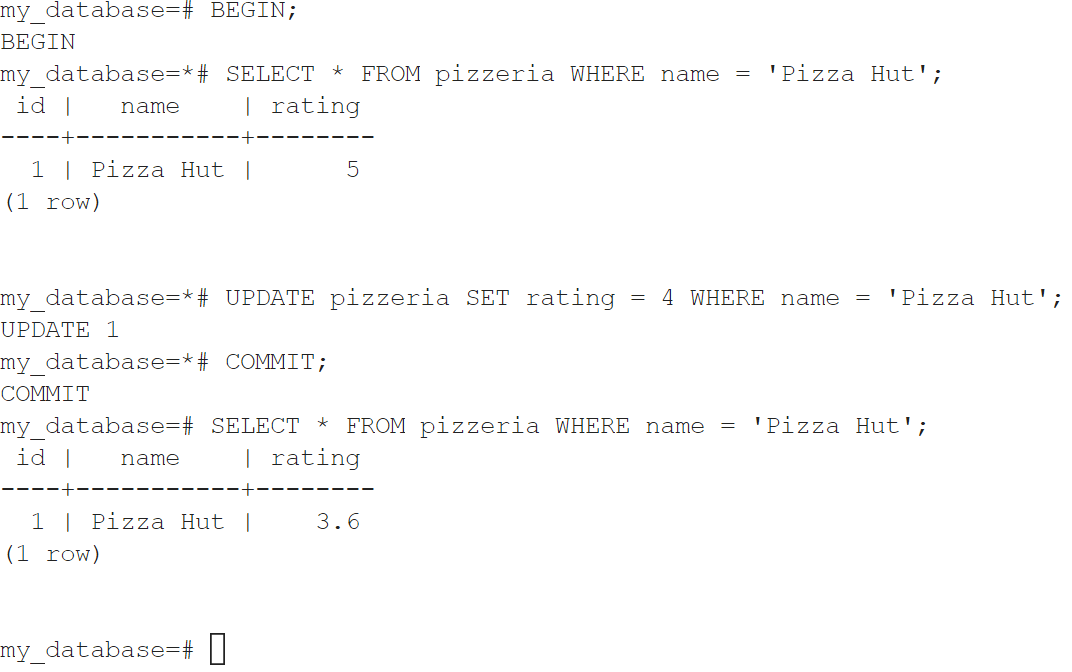 my_database=# BEGIN;
BEGIN
my_database=*# SELECT * FROM pizzeria WHERE name = 'Pizza Hut';
 id |   name    | rating
----+-----------+--------
  1 | Pizza Hut |      5
(1 row)
my_database=*# UPDATE pizzeria SET rating = 4 WHERE name = 'Pizza Hut';
UPDATE 1
my_database=*# COMMIT;
COMMIT
my_database=# SELECT * FROM pizzeria WHERE name = 'Pizza Hut';
 id |   name    | rating
----+-----------+--------
  1 | Pizza Hut |    3.6
(1 row)
my_database=#